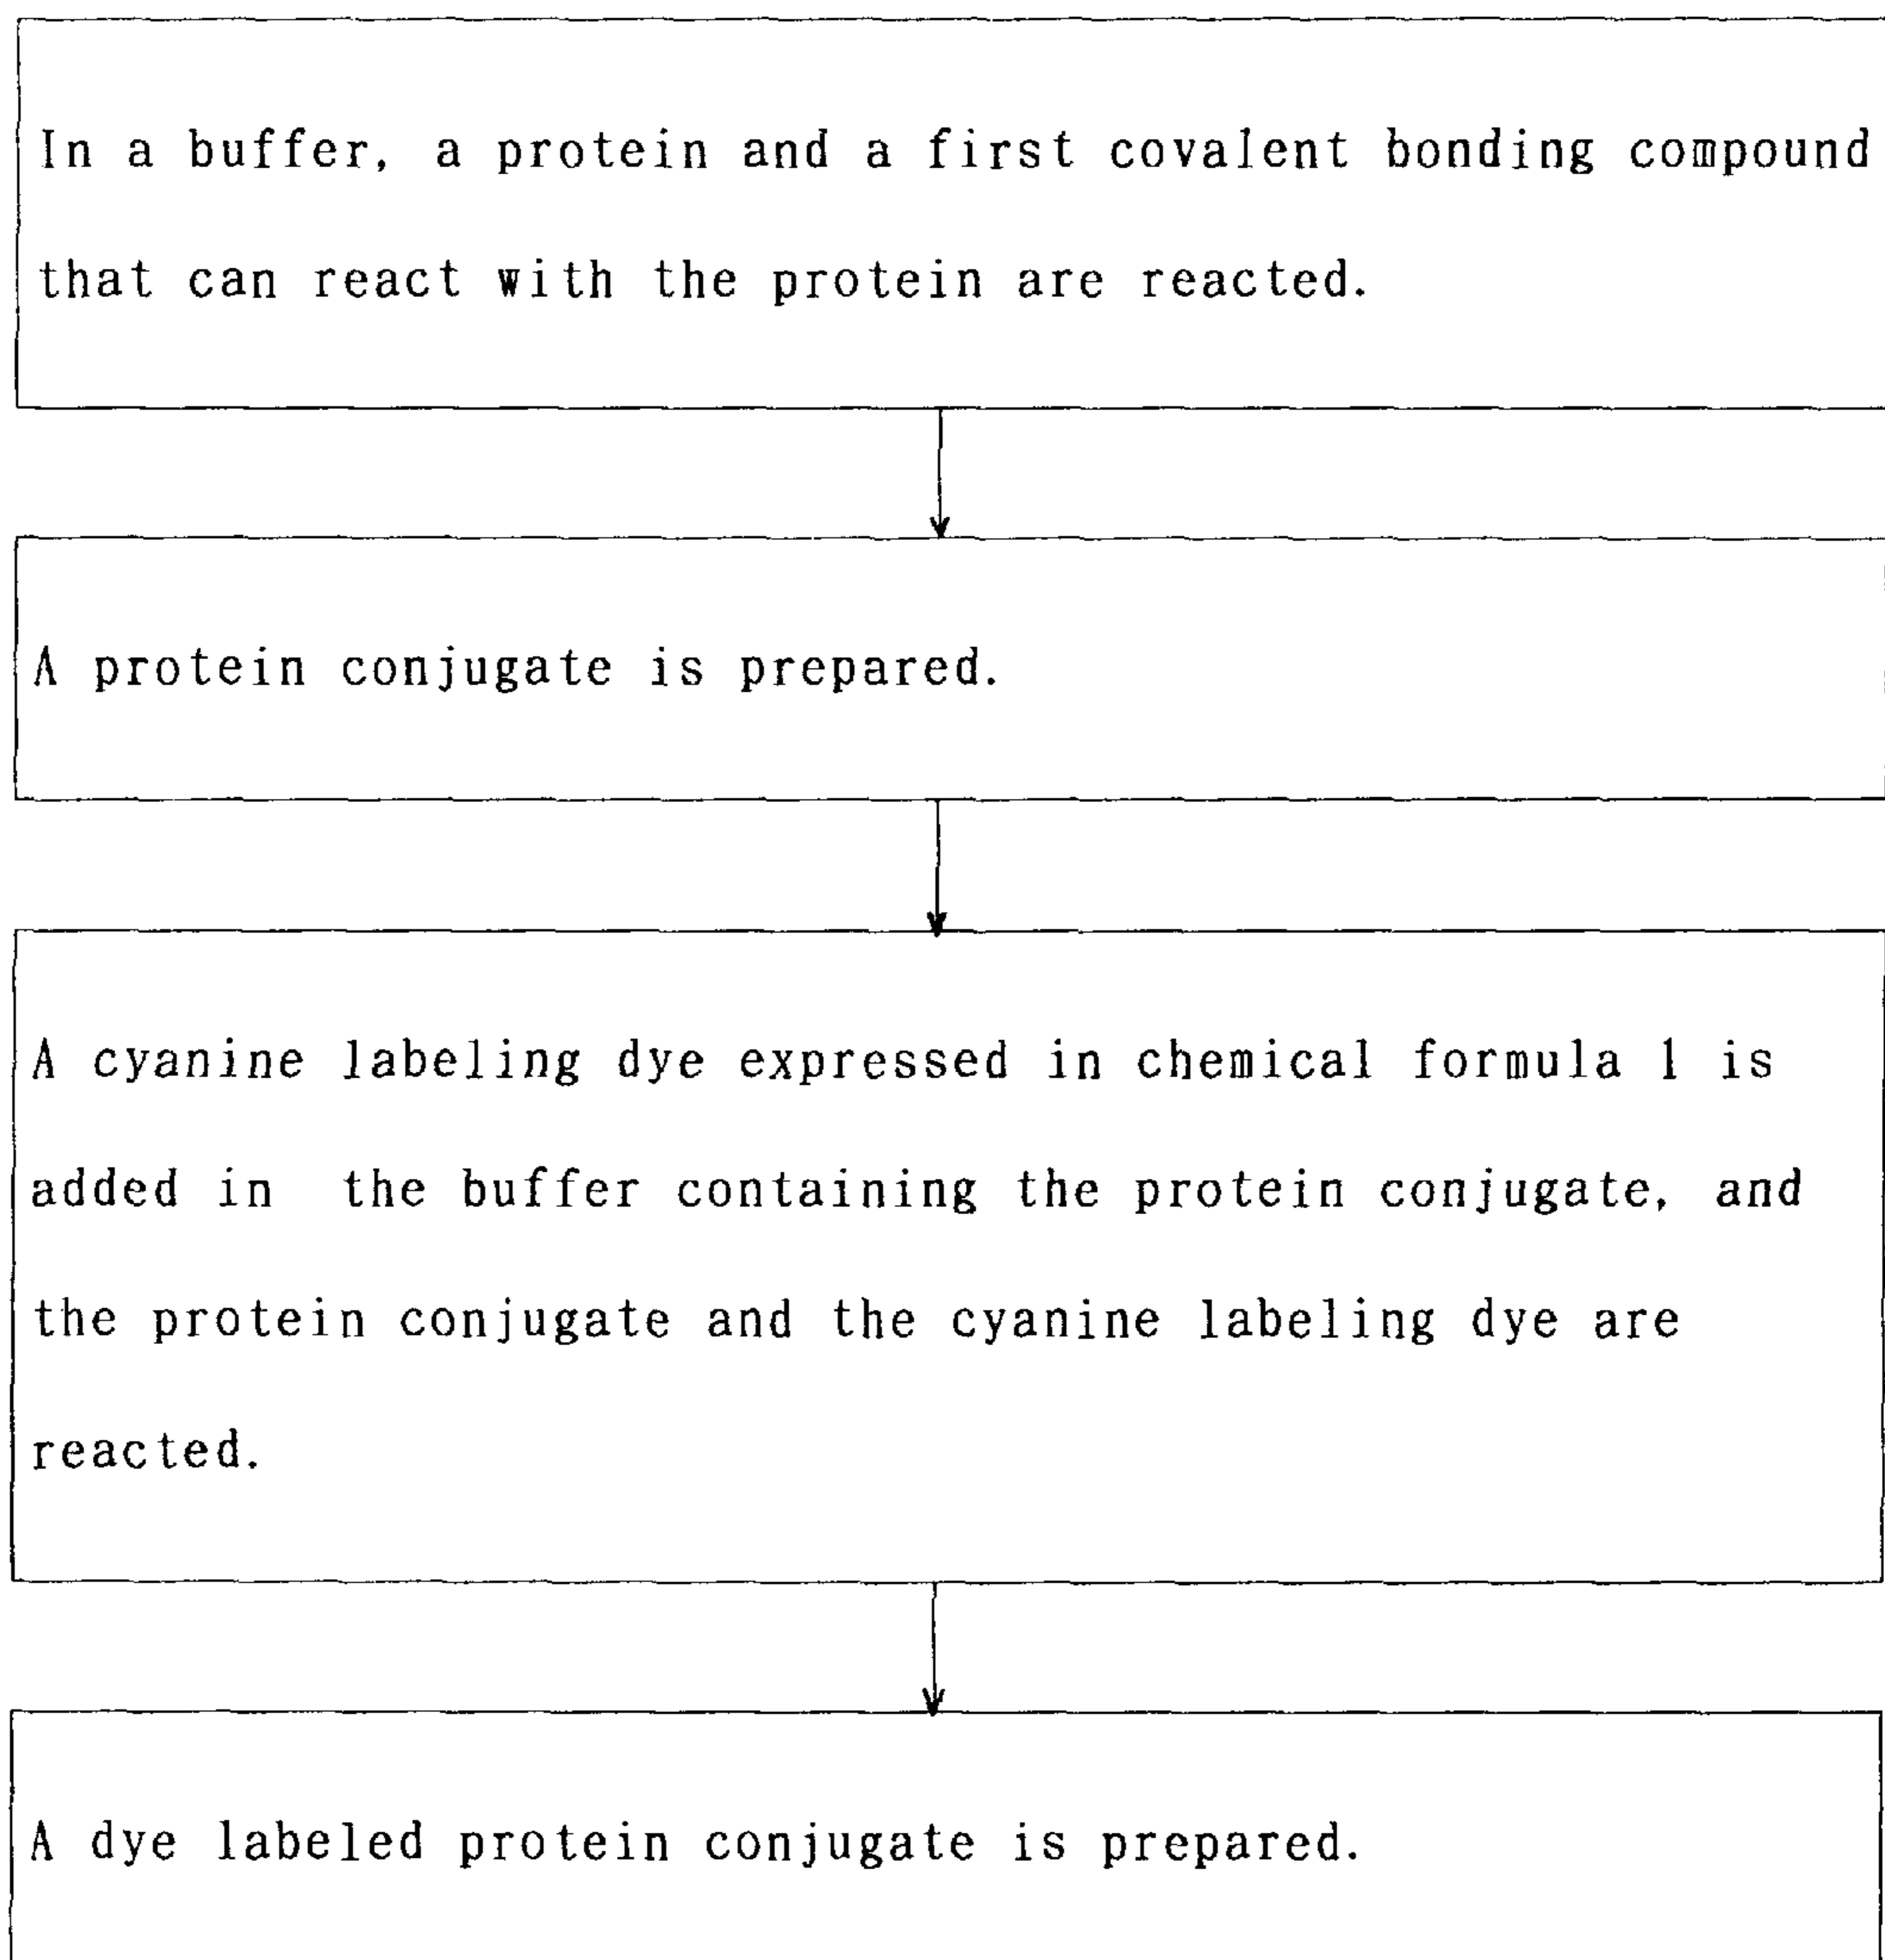 In a buffer, a protein and a first covalent bonding compound
that can react with the protein are reacted.
A protein conjugate is prepared.
A cyanine labeling dye expressed in chemical formula 1 is
added in the buffer containing the protein conjugate, and
the protein conjugate and the cyanine labeling dye are
reacted.
A dye labeled protein conjugate is prepared.